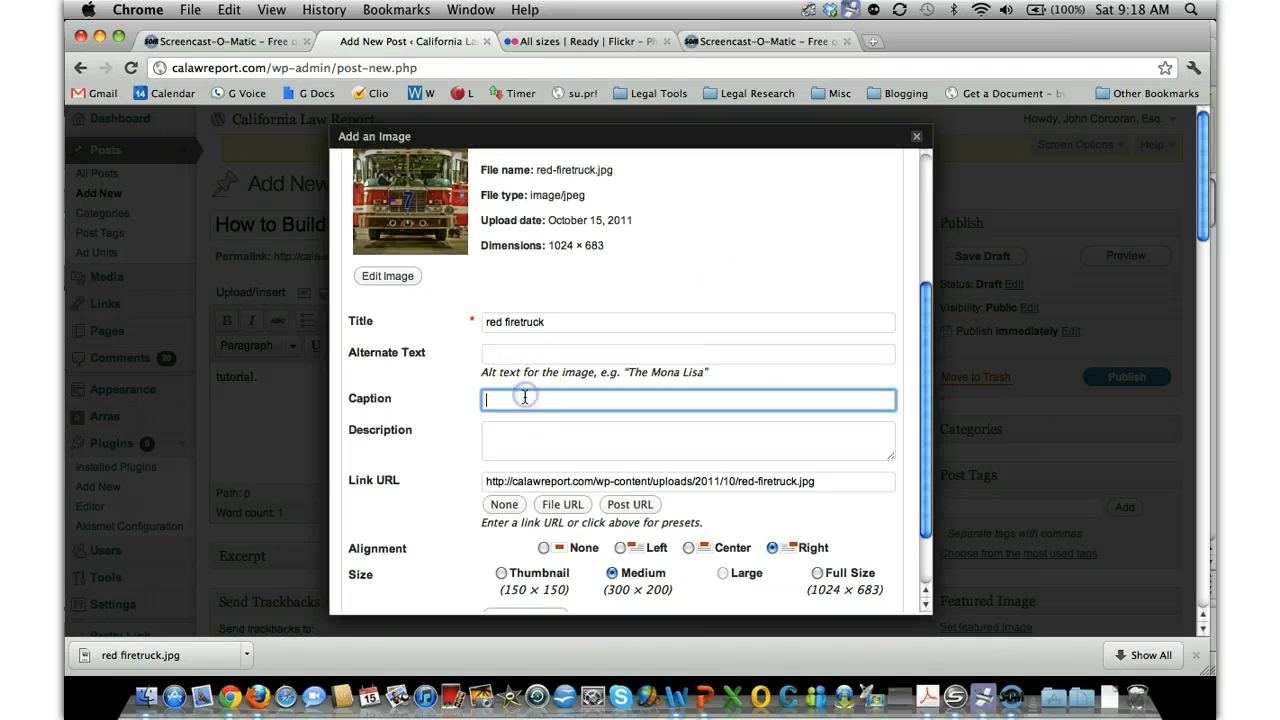 Chrome File Edit View History Bookmarks Window Help (100%) Sat 9:18 AM
Screencast-O-Matic – Free o Add New Post ‹ California La All sizes | Ready | Flickr - Ph Screencast-O-Matic – Free o
calawreport.com/wp-admin/post-new.php
Gmail 14 Calendar G Voice G Docs Clio W L Timer su.pr! Legal Tools Legal Research Misc Blogging Get a Document - by Other Bookmarks
Dashboard California Law Report Howdy, John Corcoran, Esq.
Add an Image
Posts Screen Options Help
All Posts
Add New Add New
Categories
Post Tags
Ad Units
Media
Links
Pages
Comments
Appearance
Arras
Plugins
Installed Plugins
Add New
Editor
Akismet Configuration
Users
Tools
Settings
Pretty Link
How to Build
Permalink: http://cala
Upload/Insert
B I ABC
Paragraph U
tutorial.
Path: p
Word count: 1
Excerpt
Send Trackbacks
Send trackbacks to:
7
File name: red-firetruck.jpg
File type: image/jpeg
Upload date: October 15, 2011
Dimensions: 1024 × 683
Edit Image
Title * red firetruck
Alternate Text
Alt text for the image, e.g. “The Mona Lisa”
Caption
Description
Link URL http://calawreport.com/wp-content/uploads/2011/10/red-firetruck.jpg
None File URL Post URL
Enter a link URL or click above for presets.
Alignment None Left Center Right
Size Thumbnail Medium Large Full Size
(150 × 150) (300 × 200) (1024 × 683)
Publish
Save Draft Preview
Status: Draft Edit
Visibility: Public Edit
Publish Immediately Edit
Move to Trash Publish
Categories
Post Tags
Add
Separate tags with commas
Choose from the most used tags
Featured Image
Set featured image
red firetruck.jpg Show All
15